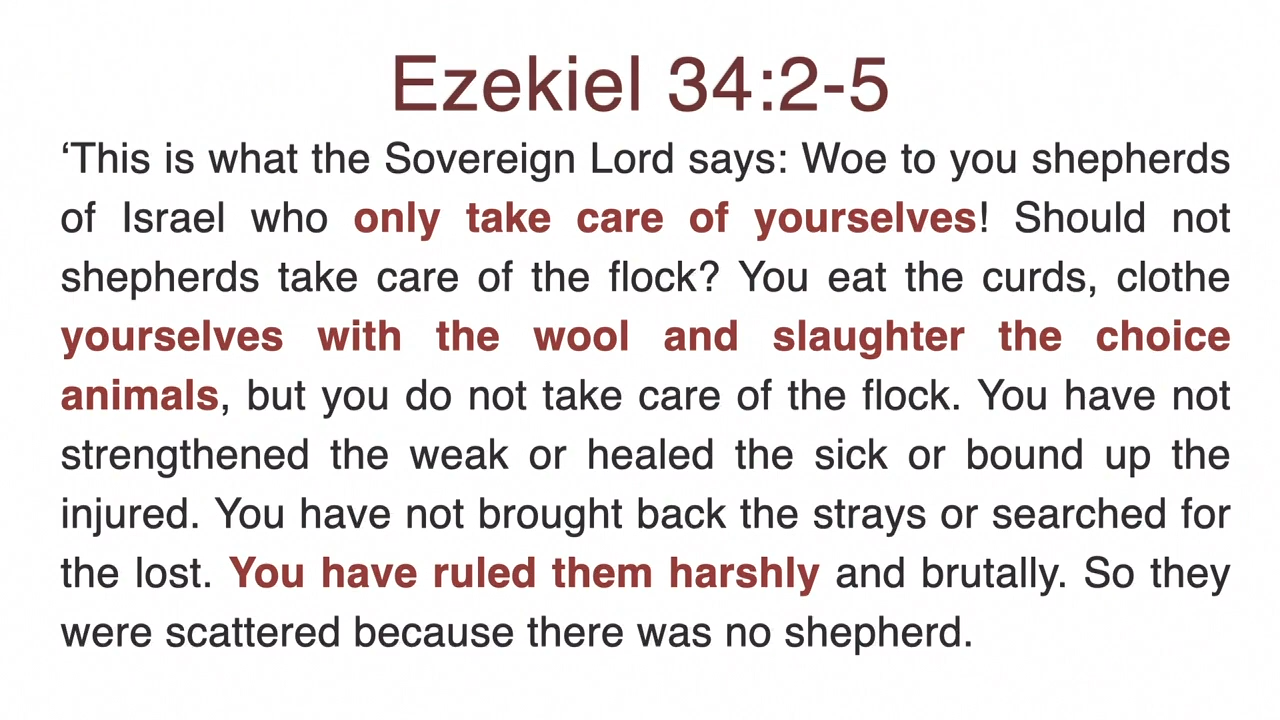 Ezekiel 34:2-5
‘This is what the Sovereign Lord says: Woe to you shepherds
of Israel who only take care of yourselves! Should not
shepherds take care of the flock? You eat the curds, clothe
yourselves with the wool and slaughter the choice
animals, but you do not take care of the flock. You have not
strengthened the weak or healed the sick or bound up the
injured. You have not brought back the strays or searched for
the lost. You have ruled them harshly and brutally. So they
were scattered because there was no shepherd.